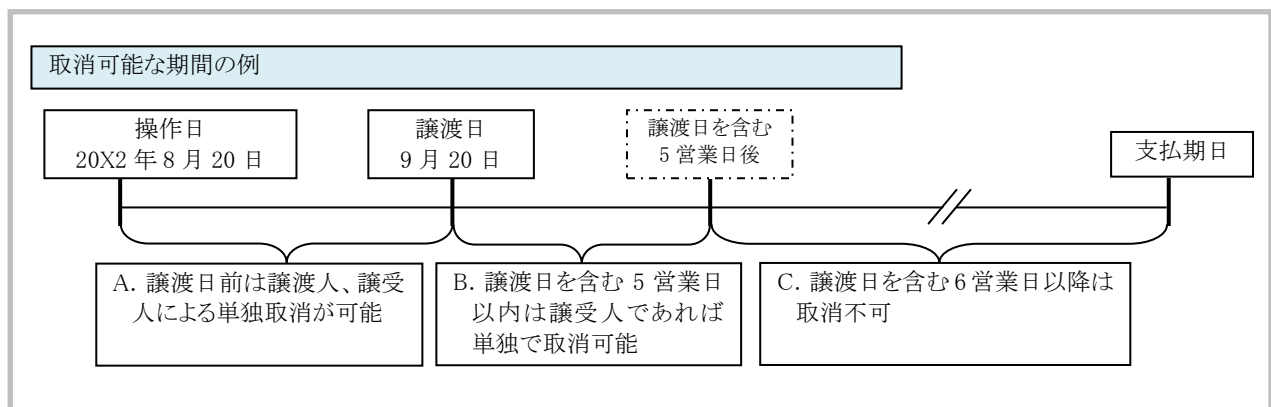 取消可能な期間の例
操作日
20X2 年 8 月 20 日
譲渡日
9 月 20 日
譲渡日を含む
5 営業日後
支払期日
A. 譲渡日前は譲渡人、譲受
人による単独取消が可能
B. 譲渡日を含む 5 営業日
以内は譲受人であれば
単独で取消可能
C. 譲渡日を含む 6 営業日以降は
取消不可